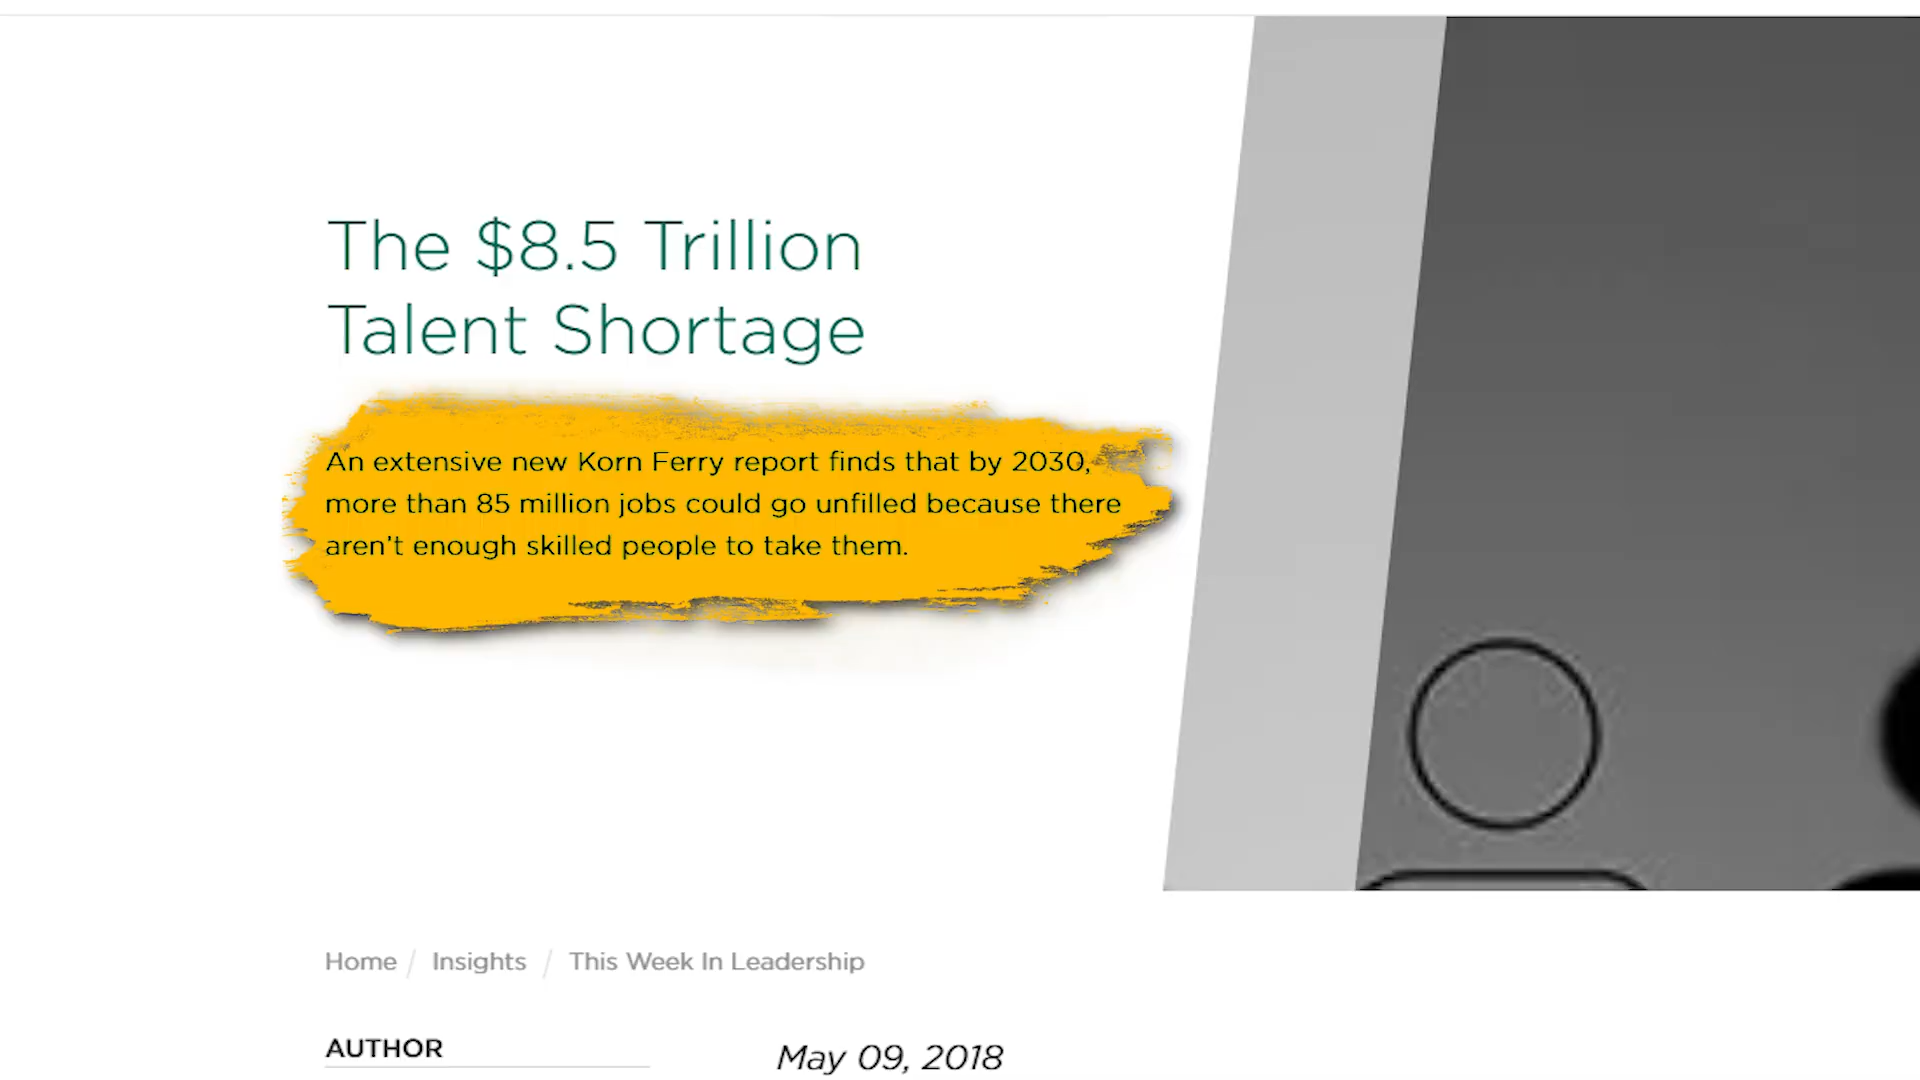 The $8.5 Trillion
Talent Shortage
An extensive new Korn Ferry report finds that by 2030,
more than 85 million jobs could go unfilled because there
aren't enough skilled people to take them.
Home / Insights / This Week In Leadership
AUTHOR
May 09, 2018